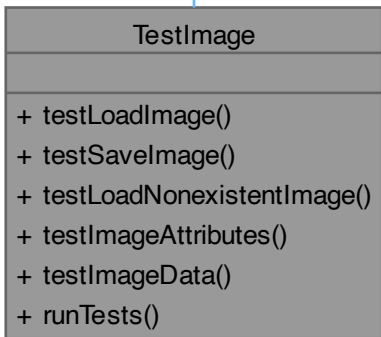 TestImage
+ testLoadImage()
+ testSaveImage()
+ testLoadNonexistentImage()
+ testImageAttributes()
+ testImageData()
+ runTests()